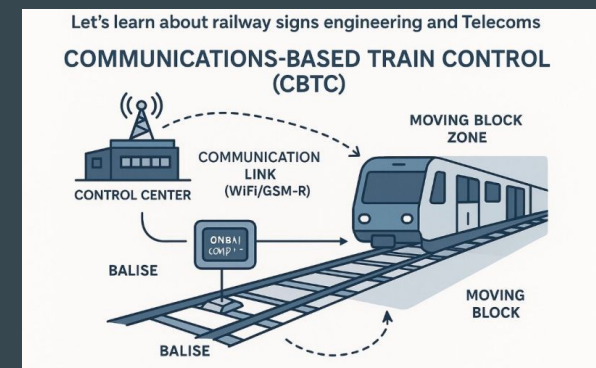 Let's learn about railway signs engineering and Telecoms
COMMUNICATIONS-BASED TRAIN CONTROL
(CBTC)
MOVING BLOCK
ZONE
COMMUNICATION
LINK
(WiFi/GSM-R)
CONTROL CENTER
BALISE
MOVING
BLOCK
BALISE